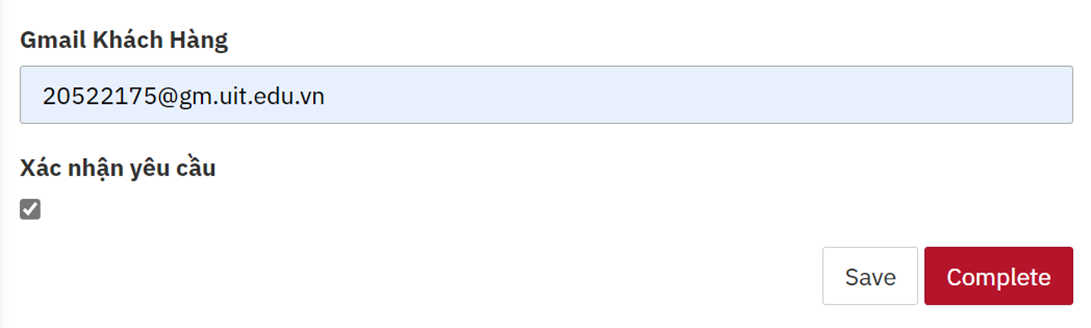 Gmail Khách Hàng
20522175@gm.uit.edu.vn
Xác nhận yêu cầu
Save Complete